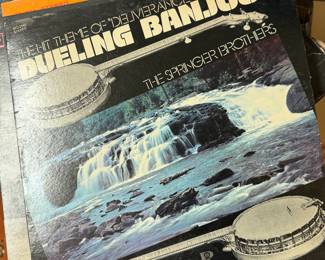 THE HIT THEME OF "DELIVERANCE"
DUELING BANJOS
THE SPRINGER BROTHERS